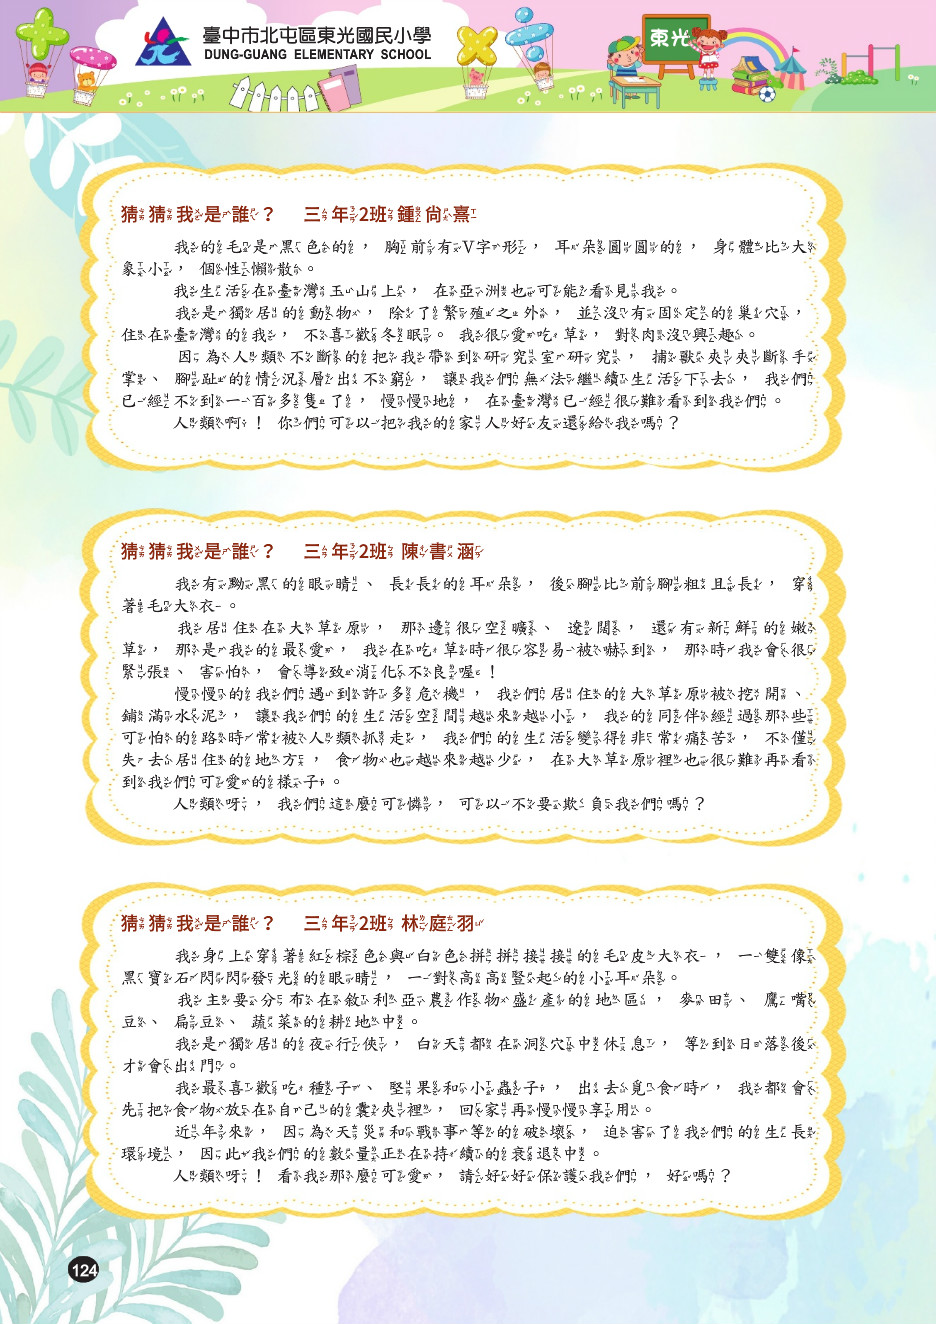 臺中市北屯區東光國民小學
DUNG-GUANG ELEMENTARY SCHOOL
東光
猜猜我是誰？ 三年2班 鍾尙熹
我的毛是黑色的，胸前有V字形，耳朵圓圓的，身體比大
象小，個性懶散。
我生活在臺灣玉山上，在亞洲也可能看見我。
我是獨居的動物，除了繁殖之外，並沒有固定的巢穴，
住在臺灣的我，不喜歡冬眠。我很愛吃草，對肉沒興趣。
因為人類不斷的把我帶到研究室研究，捕獸夾夾斷手
掌、腳趾的情況層出不窮，讓我們無法繼續生活下去，我們
已經不到一百多隻了，慢慢地，在臺灣已經很難看到我們。
人類啊！你們可以把我的家人好友還給我嗎？
猜猜我是誰？ 三年2班 陳書涵
我有黝黑的眼睛、長長的耳朵，後腳比前腳粗且長，穿
著毛大衣。
我居住在大草原，那邊很空曠、遼闊，還有新鮮的嫩
草，那是我的最愛，我在吃草時很容易被嚇到，那時我會很
緊張、害怕，會導致消化不良喔！
慢慢的我們遇到許多危機，我們居住的大草原被挖開、
鋪滿水泥，讓我們的生活空間越來越小，我的同伴經過那些
可怕的路時常被人類抓走，我們的生活變得非常痛苦，不僅
失去居住的地方，食物也越來越少，在大草原裡也很難再看
到我們可愛的樣子。
人類呀，我們這麼可憐，可以不要欺負我們嗎？
猜猜我是誰？ 三年2班 林庭羽
我身上穿著紅棕色與白色拼拼接接的毛皮大衣，一雙像
黑寶石閃閃發光的眼睛，一對高高豎起的小耳朵。
我主要分布在敘利亞農作物盛產的地區，麥田、鷹嘴
豆、扁豆、蔬菜的耕地中。
我是獨居的夜行俠，白天都在洞穴中休息，等到日落後
才會出門。
我最喜歡吃種子、堅果和小蟲子，出去覓食時，我都會
先把食物放在自己的囊夾裡，回家再慢慢享用。
近年來，因為天災和戰事等的破壞，迫害了我們的生長
環境，因此我們的數量正在持續的衰退中。
人類呀！看我那麼可愛，請好好保護我們，好嗎？
124